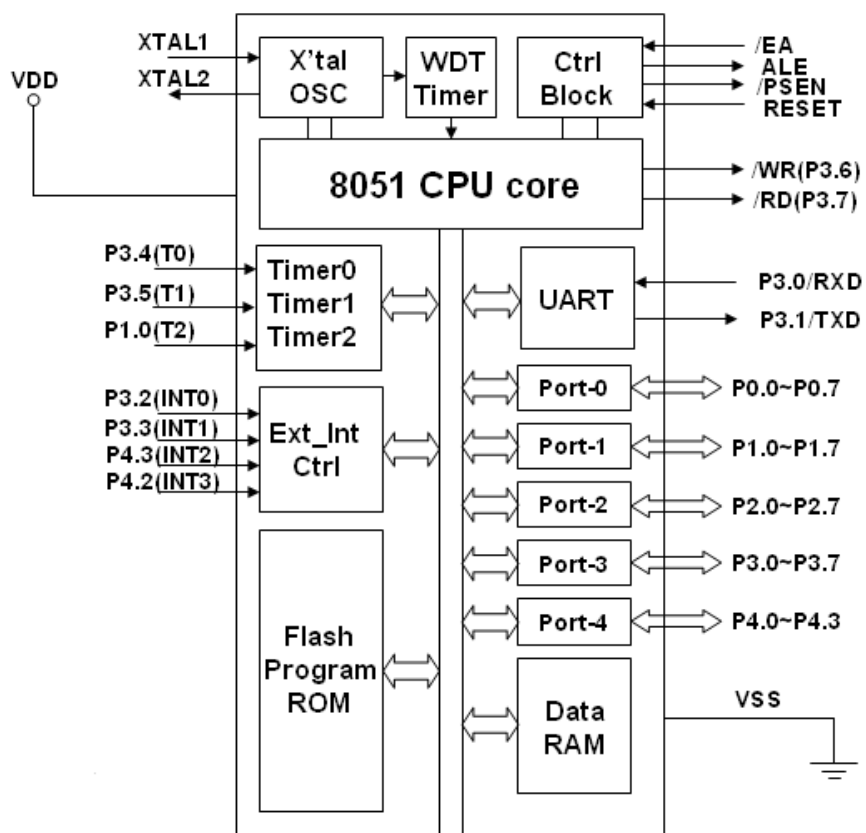 XTAL1
XTAL2
VDD
X'tal
OSC
WDT
Timer
Ctrl
Block
/EA
ALE
/PSEN
RESET
8051 CPU core
/WR(P3.6)
/RD(P3.7)
P3.4(T0)
P3.5(T1)
P1.0(T2)
Timer0
Timer1
Timer2
UART
P3.0/RXD
P3.1/TXD
P3.2(INT0)
P3.3(INT1)
P4.3(INT2)
P4.2(INT3)
Ext_Int
Ctrl
Port-0
P0.0~P0.7
Port-1
P1.0~P1.7
Port-2
P2.0~P2.7
Port-3
P3.0~P3.7
Port-4
P4.0~P4.3
Flash
Program
ROM
Data
RAM
VSS